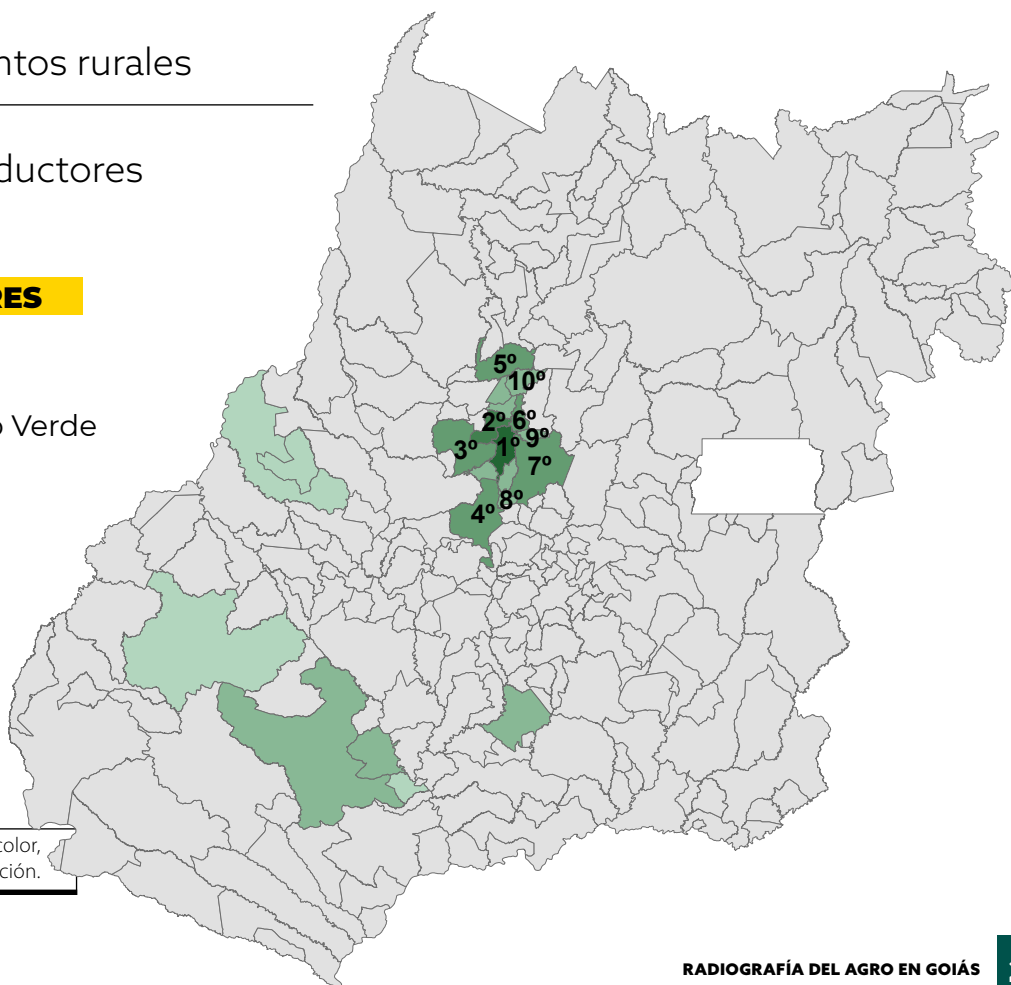 ntos rurales
ductores
RES
o Verde
5º
10º
2º
6º
3º
1º
9º
7º
8º
4º
color,
ción.
RADIOGRAFÍA DEL AGRO EN GOIÁS